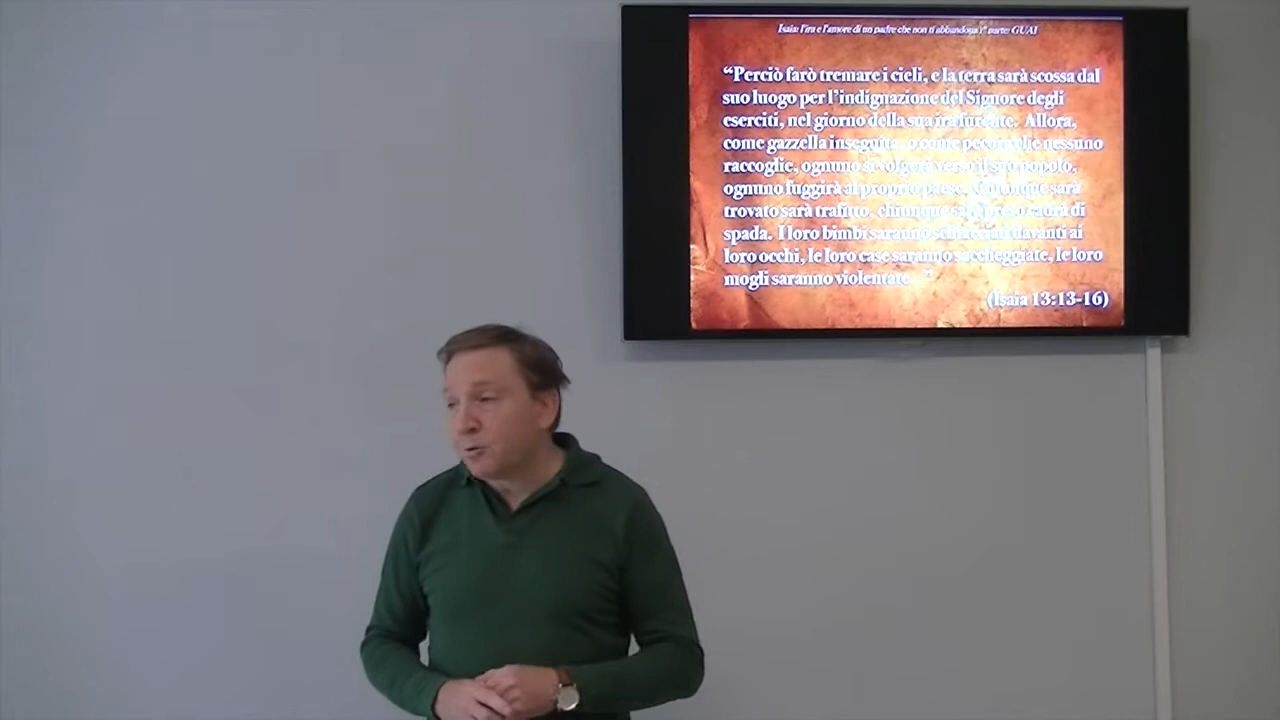 Isaia: l'ira e l'amore di un padre che non ti abbandona 1° parte: GUAI
“Perciò farò tremare i cieli, e la terra sarà scossa dal
suo luogo per l’indignazione del Signore degli
eserciti, nel giorno della sua ira furente. Allora,
come gazzella inseguita, o come pecore che nessuno
raccoglie, ognuno si volgerà verso il suo popolo,
ognuno fuggirà al proprio paese. Chiunque sarà
trovato sarà trafitto, chiunque sarà preso cadrà di
spada. I loro bimbi saranno schiacciati davanti ai
loro occhi, le loro case saranno saccheggiate, le loro
mogli saranno violentate. ”
(Isaia 13:13-16)